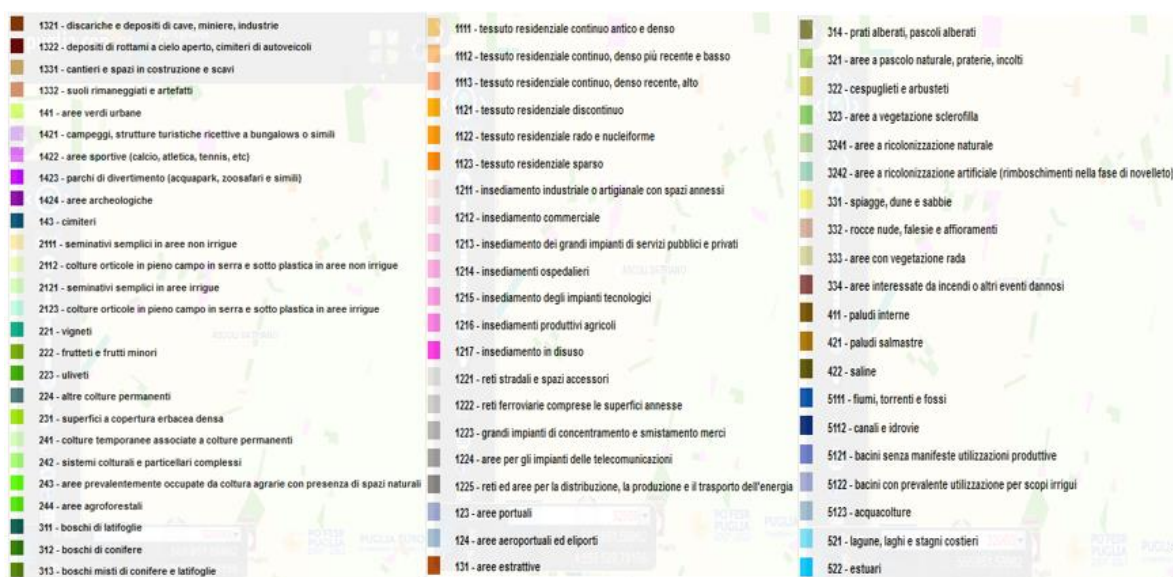 1321 - discariche e depositi di cave, miniere, industrie
1322 - depositi di rottami a cielo aperto, cimiteri di autoveicoli
1331 - cantieri e spazi in costruzione e scavi
1332 - suoli rimaneggiati e artefatti
141 - aree verdi urbane
1421 - campeggi, strutture turistiche ricettive a bungalows o simili
1422 - aree sportive (calcio, atletica, tennis, etc)
1423 - parchi di divertimento (acquapark, zoosafari e simili)
1424 - aree archeologiche
143 - cimiteri
2111 - seminativi semplici in aree non irrigue
2112 - colture orticole in pieno campo in serra e sotto plastica in aree non irrigue
2121 - seminativi semplici in aree irrigue
2123 - colture orticole in pieno campo in serra e sotto plastica in aree irrigue
221 - vigneti
222 - frutteti e frutti minori
223 - uliveti
224 - altre colture permanenti
231 - superfici a copertura erbacea densa
241 - colture temporanee associate a colture permanenti
242 - sistemi colturali e particellari complessi
243 - aree prevalentemente occupate da coltura agrarie con presenza di spazi naturali
244 - aree agroforestali
311 - boschi di latifoglie
312 - boschi di conifere
313 - boschi misti di conifere e latifoglie
1111 - tessuto residenziale continuo antico e denso
1112 - tessuto residenziale continuo, denso più recente e basso
1113 - tessuto residenziale continuo, denso recente, alto
1121 - tessuto residenziale discontinuo
1122 - tessuto residenziale rado e nucleiforme
1123 - tessuto residenziale sparso
1211 - insediamento industriale o artigianale con spazi annessi
1212 - insediamento commerciale
1213 - insediamento dei grandi impianti di servizi pubblici e privati
1214 - insediamenti ospedalieri
1215 - insediamento degli impianti tecnologici
1216 - insediamenti produttivi agricoli
1217 - insediamento in disuso
1221 - reti stradali e spazi accessori
1222 - reti ferroviarie comprese le superfici annesse
1223 - grandi impianti di concentramento e smistamento merci
1224 - aree per gli impianti delle telecomunicazioni
1225 - reti ed aree per la distribuzione, la produzione e il trasporto dell'energia
123 - aree portuali
124 - aree aeroportuali ed eliporti
131 - aree estrattive
314 - prati alberati, pascoli alberati
321 - aree a pascolo naturale, praterie, incolti
322 - cespuglieti e arbusteti
323 - aree a vegetazione sclerofilla
3241 - aree a ricolonizzazione naturale
3242 - aree a ricolonizzazione artificiale (rimboschimenti nella fase di novelleto)
331 - spiagge, dune e sabbie
332 - rocce nude, falesie e affioramenti
333 - aree con vegetazione rada
334 - aree interessate da incendi o altri eventi dannosi
411 - paludi interne
421 - paludi salmastre
422 - saline
5111 - fiumi, torrenti e fossi
5112 - canali e idrovie
5121 - bacini senza manifeste utilizzazioni produttive
5122 - bacini con prevalente utilizzazione per scopi irrigui
5123 - acquacolture
521 - lagune, laghi e stagni costieri
522 - estuari